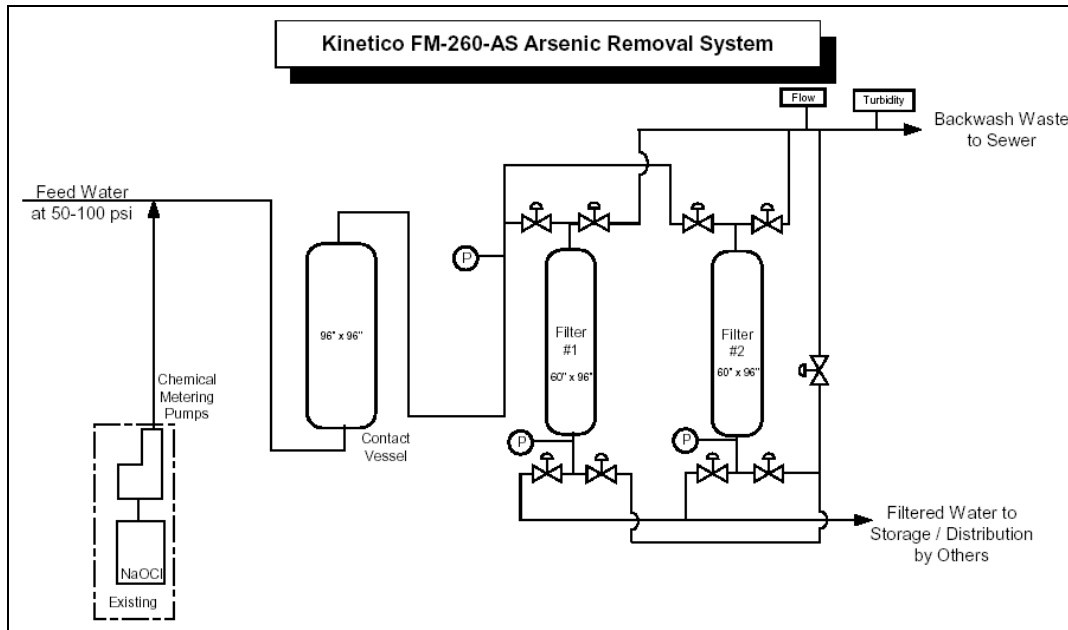 Kinetico FM-260-AS Arsenic Removal System
Flow
Turbidity
Backwash Waste
to Sewer
Feed Water
at 50-100 psi
P
96" x 96"
Filter
#1
60" x 96"
Filter
#2
60" x 96"
Chemical
Metering
Pumps
Contact
Vessel
P
P
NaOCl
Existing
Filtered Water to
Storage / Distribution
by Others